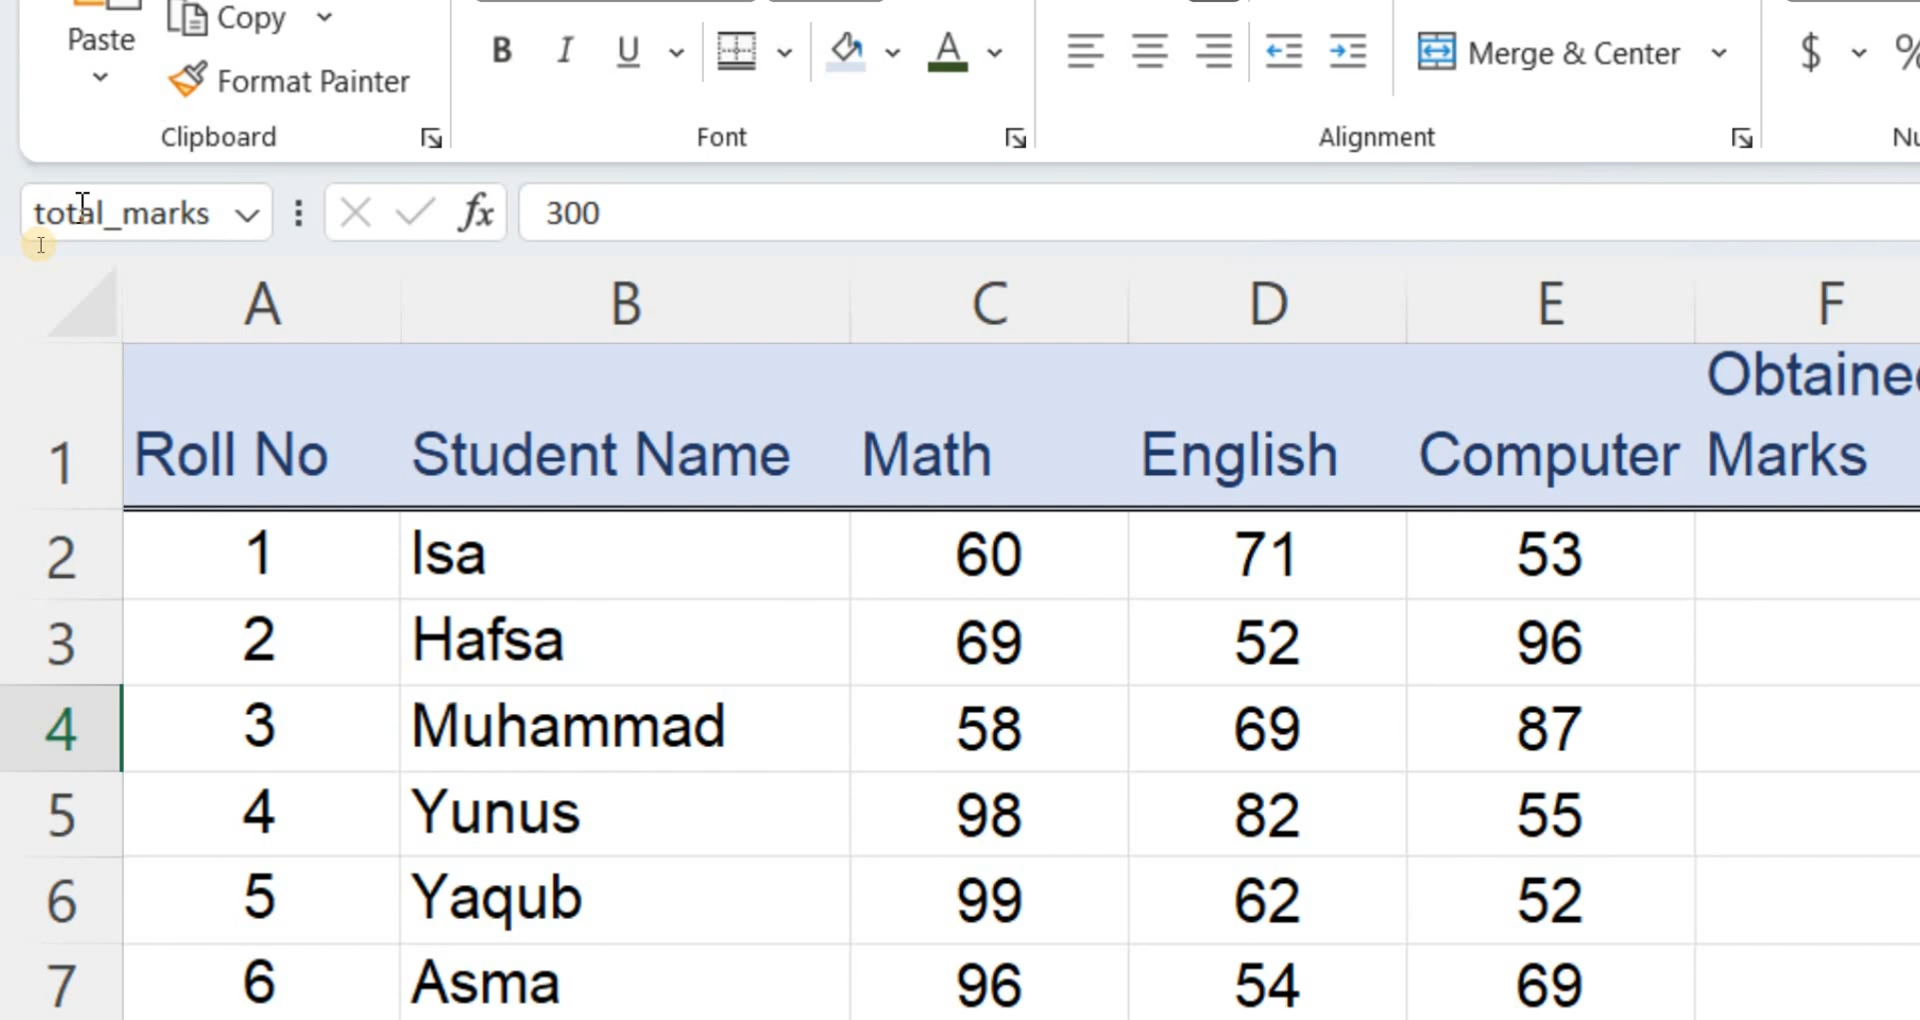 Paste
Copy
Format Painter
Clipboard
B I U
A
Font
Merge & Center
Alignment
$ %
Nu
total_marks
fx
300
A B C D E F
1 Roll No Student Name Math English Computer Obtained Marks
2 1 Isa 60 71 53
3 2 Hafsa 69 52 96
4 3 Muhammad 58 69 87
5 4 Yunus 98 82 55
6 5 Yaqub 99 62 52
7 6 Asma 96 54 69